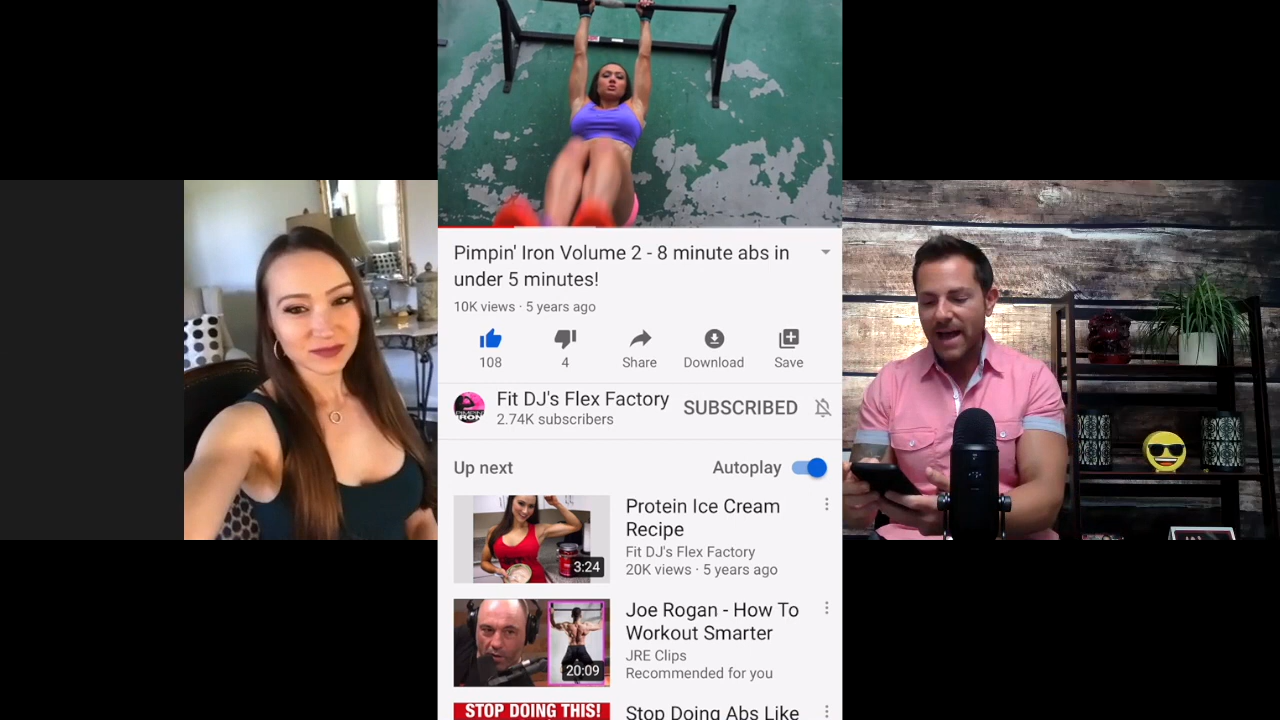 Pimpin' Iron Volume 2 - 8 minute abs in
under 5 minutes!
10K views · 5 years ago
108
4
Share
Download
Save
PIMPIN
IRON
Fit DJ's Flex Factory
2.74K subscribers
SUBSCRIBED
Up next
Autoplay
3:24
Protein Ice Cream
Recipe
Fit DJ's Flex Factory
20K views · 5 years ago
20:09
Joe Rogan - How To
Workout Smarter
JRE Clips
Recommended for you
STOP DOING THIS!
Stop Doing Abs Like